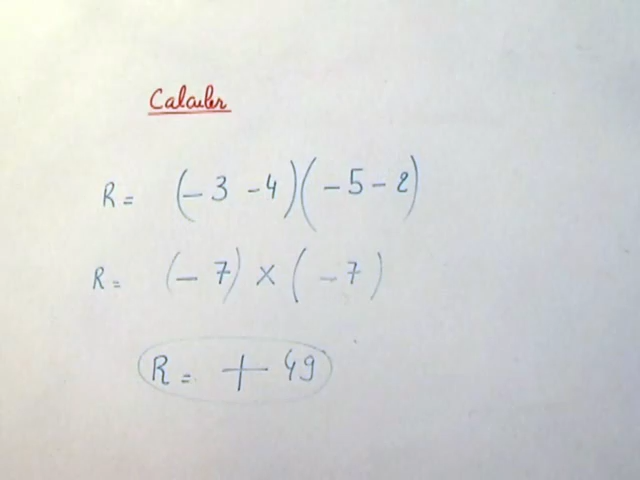 Calculer
R = (-3 -4)(-5-2)
R = (-7) × (-7)
R = + 49